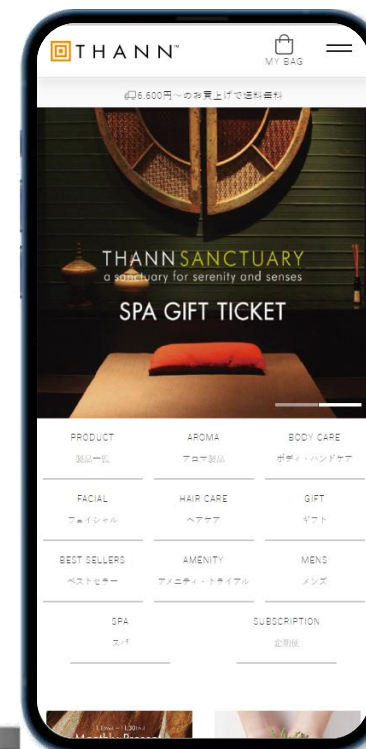 THANN™
MY BAG
6,600円～のお買上げで送料無料
THANN SANCTUARY
a sanctuary for serenity and senses
SPA GIFT TICKET
PRODUCT
AROMA
BODY CARE
製品一覧
アロマ製品
ボディ・ハンドケア
FACIAL
HAIR CARE
GIFT
フェイシャル
ヘアケア
ギフト
BEST SELLERS
AMENITY
MENS
ベストセラー
アメニティ・トライアル
メンズ
SPA
SUBSCRIPTION
スパ
定期便